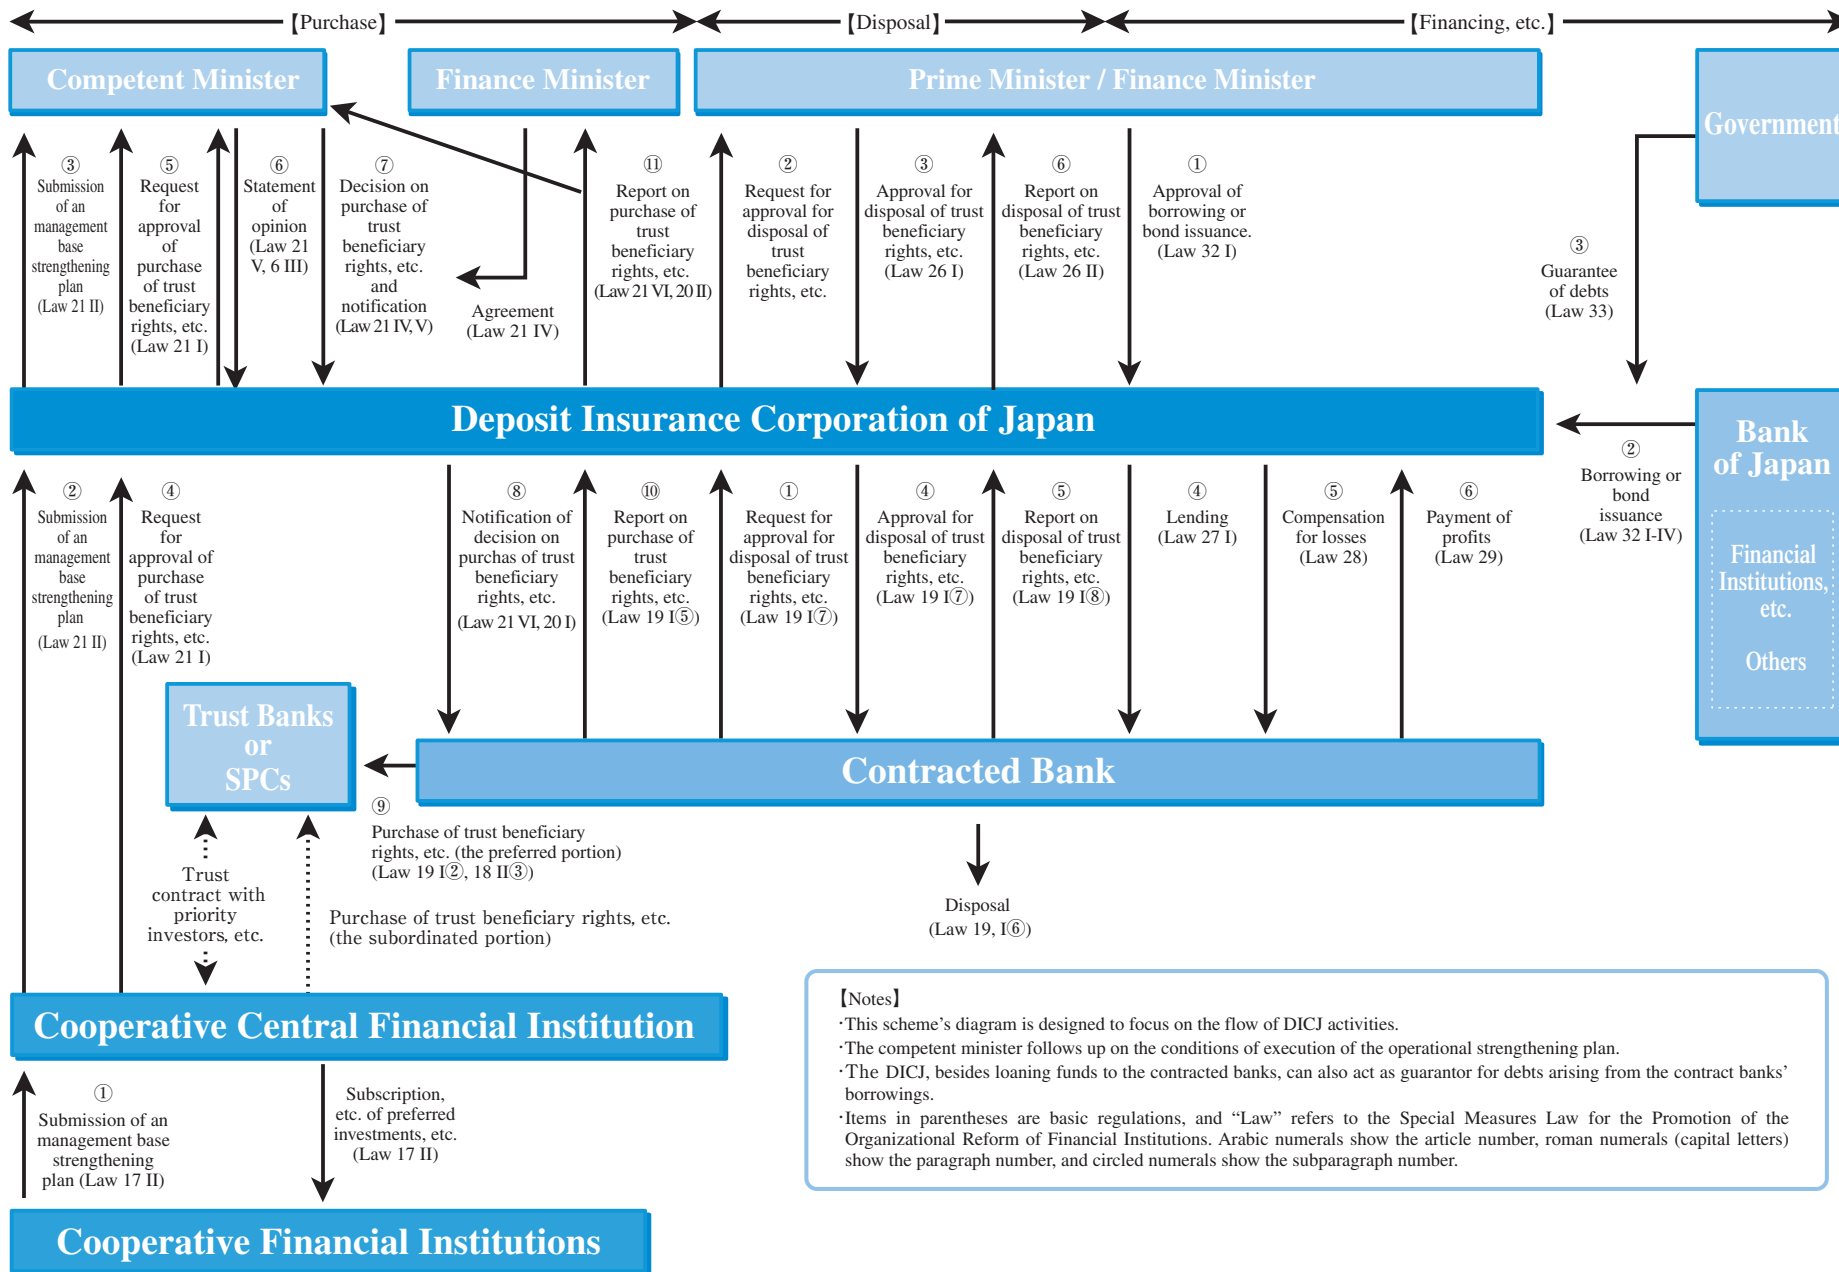 【Purchase】
【Disposal】
【Financing, etc.】
Competent Minister
Finance Minister
Prime Minister / Finance Minister
Government
③
Submission
of an
management
base
strengthening
plan
(Law 21 II)
⑤
Request
for
approval
of
purchase
of trust
beneficiary
rights, etc.
(Law 21 I)
⑥
Statement
of
opinion
(Law 21
V, 6 III)
⑦
Decision on
purchase of
trust
beneficiary
rights, etc.
and
notification
(Law 21 IV, V)
Agreement
(Law 21 IV)
⑪
Report on
purchase of
trust
beneficiary
rights, etc.
(Law 21 VI, 20 II)
②
Request for
approval for
disposal of
trust
beneficiary
rights, etc.
③
Approval for
disposal of trust
beneficiary
rights, etc.
(Law 26 I)
⑥
Report on
disposal of trust
beneficiary
rights, etc.
(Law 26 II)
①
Approval of
borrowing or
bond issuance.
(Law 32 I)
③
Guarantee
of debts
(Law 33)
Deposit Insurance Corporation of Japan
Bank
of Japan
Financial
Institutions,
etc.
Others
②
Borrowing or
bond
issuance
(Law 32 I-IV)
②
Submission
of an
management
base
strengthening
plan
(Law 21 II)
④
Request
for
approval of
purchase
of trust
beneficiary
rights, etc.
(Law 21 I)
⑧
Notification of
decision on
purchas of trust
beneficiary
rights, etc.
(Law 21 VI, 20 I)
⑩
Report on
purchase of
trust
beneficiary
rights, etc.
(Law 19 I⑤)
①
Request for
approval for
disposal of trust
beneficiary
rights, etc.
(Law 19 I⑦)
④
Approval for
disposal of trust
beneficiary
rights, etc.
(Law 19 I⑦)
⑤
Report on
disposal of trust
beneficiary
rights, etc.
(Law 19 I⑧)
④
Lending
(Law 27 I)
⑤
Compensation
for losses
(Law 28)
⑥
Payment of
profits
(Law 29)
Trust Banks
or
SPCs
Contracted Bank
⑨
Purchase of trust beneficiary
rights, etc. (the preferred portion)
(Law 19 I②, 18 II③)
Trust
contract with
priority
investors, etc.
Purchase of trust beneficiary rights, etc.
(the subordinated portion)
Disposal
(Law 19, I⑥)
Cooperative Central Financial Institution
①
Submission of an
management base
strengthening
plan (Law 17 II)
Subscription,
etc. of preferred
investments, etc.
(Law 17 II)
Cooperative Financial Institutions
【Notes】
·This scheme's diagram is designed to focus on the flow of DICJ activities.
·The competent minister follows up on the conditions of execution of the operational strengthening plan.
·The DICJ, besides loaning funds to the contracted banks, can also act as guarantor for debts arising from the contract banks'
borrowings.
·Items in parentheses are basic regulations, and “Law” refers to the Special Measures Law for the Promotion of the
Organizational Reform of Financial Institutions. Arabic numerals show the article number, roman numerals (capital letters)
show the paragraph number, and circled numerals show the subparagraph number.